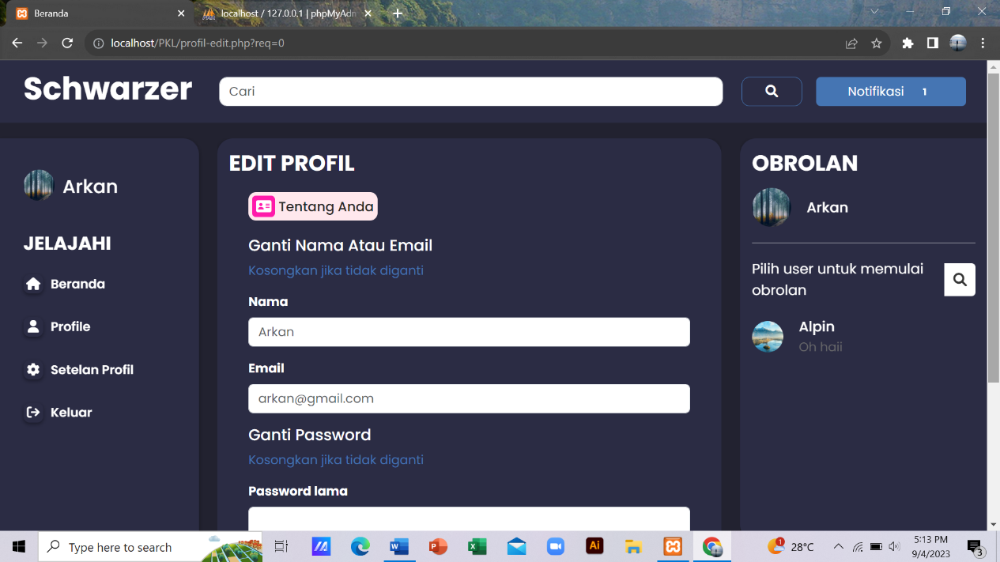 Beranda
localhost / 127.0.0.1 | phpMyAdn
localhost/PKL/profil-edit.php?req=0
Schwarzer
Cari
Notifikasi 1
Arkan
JELAJAHI
Beranda
Profile
Setelan Profil
Keluar
EDIT PROFIL
Tentang Anda
Ganti Nama Atau Email
Kosongkan jika tidak diganti
Nama
Arkan
Email
arkan@gmail.com
Ganti Password
Kosongkan jika tidak diganti
Password lama
OBROLAN
Arkan
Pilih user untuk memulai
obrolan
Alpin
Oh haii
Type here to search
1
28°C
5:13 PM
9/4/2023
3